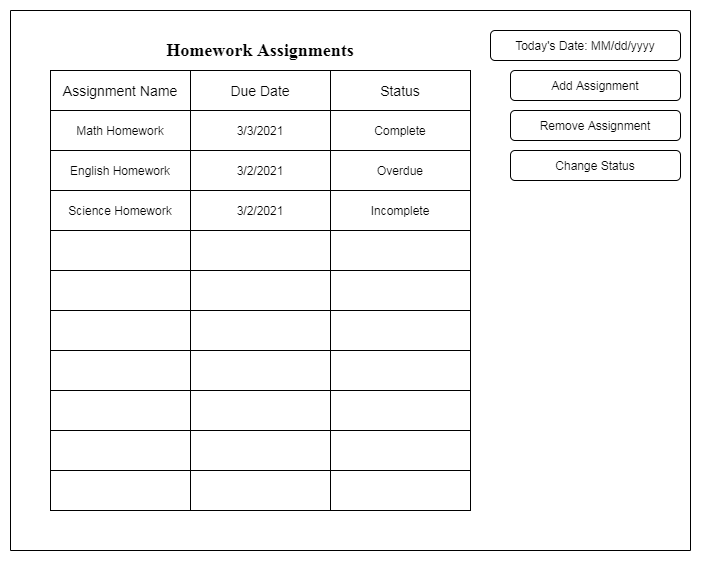 Homework Assignments
Today's Date: MM/dd/yyyy
Assignment Name Due Date Status
Add Assignment
Math Homework 3/3/2021 Complete
Remove Assignment
English Homework 3/2/2021 Overdue
Change Status
Science Homework 3/2/2021 Incomplete